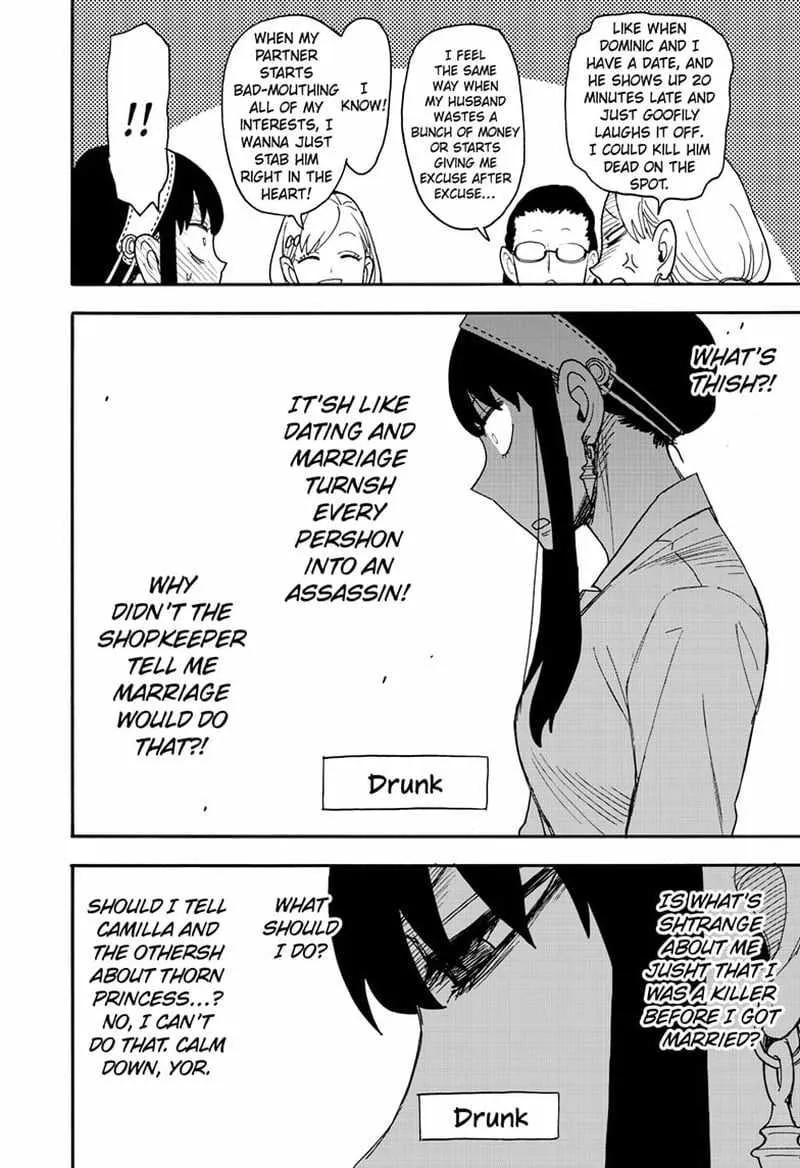 LIKE WHEN
DOMINIC AND I
HAVE A DATE, AND
HE SHOWS UP 20
MINUTES LATE AND
JUST GOOFILY
LAUGHS IT OFF.
I COULD KILL HIM
DEAD ON THE
SPOT.
I FEEL
THE SAME
WAY WHEN
MY HUSBAND
WASTES A
BUNCH OF MONEY
OR STARTS
GIVING ME
EXCUSE AFTER
EXCUSE...
I
KNOW!
WHEN MY
PARTNER
STARTS
BAD-MOUTHING
ALL OF MY
INTERESTS, I
WANNA JUST
STAB HIM
RIGHT IN THE
HEART!
!!
WHAT'S
THISH?!
IT'SH LIKE
DATING AND
MARRIAGE
TURNSH
EVERY
PERSHON
INTO AN
ASSASSIN!
WHY
DIDN'T THE
SHOPKEEPER
TELL ME
MARRIAGE
WOULD DO
THAT?!
Drunk
IS WHAT'S
SHTRANGE
ABOUT ME
JUSHT THAT I
WAS A KILLER
BEFORE I GOT
MARRIED?
WHAT
SHOULD
I DO?
SHOULD I TELL
CAMILLA AND
THE OTHERSH
ABOUT THORN
PRINCESS...?
NO, I CAN'T
DO THAT. CALM
DOWN, YOR.
Drunk